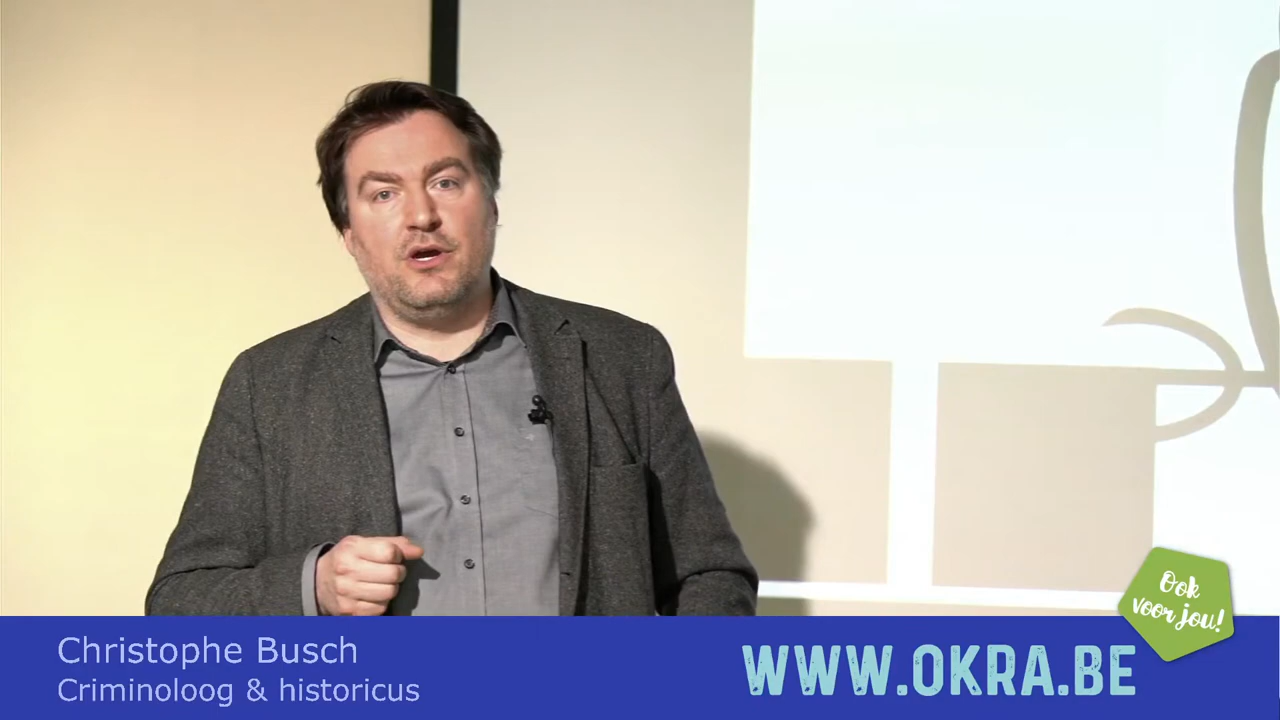 Christophe Busch
Criminoloog & historicus
WWW.OKRA.BE
Ook
voor jou!